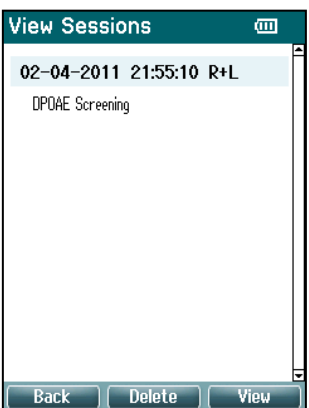 View Sessions
02-04-2011 21:55:10 R+L
DPOAE Screening
Back Delete View